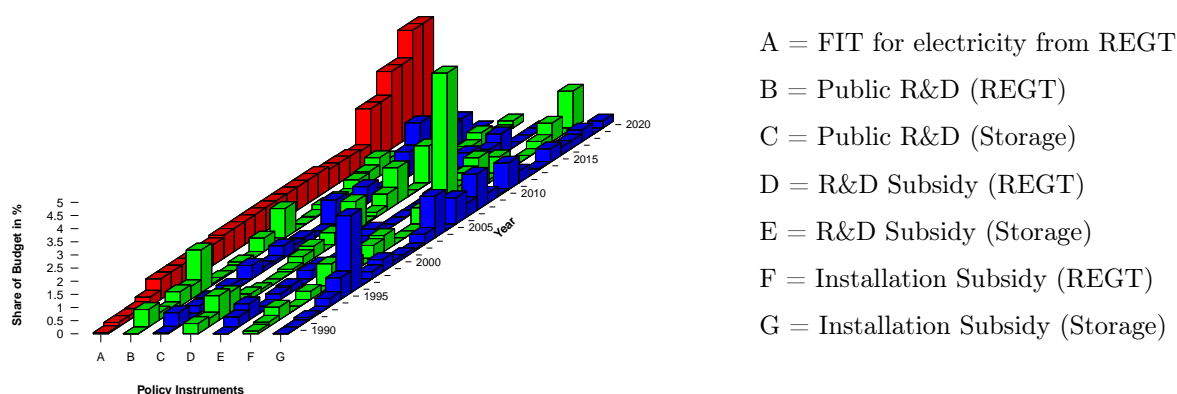 5
4.5
4
3.5
3
2.5
2
1.5
1
0.5
0
Share of Budget in %
A B C D E F G
Policy Instruments
1990
1995
2000
2005
2010
2015
2020
Year
A = FIT for electricity from REGT
B = Public R&D (REGT)
C = Public R&D (Storage)
D = R&D Subsidy (REGT)
E = R&D Subsidy (Storage)
F = Installation Subsidy (REGT)
G = Installation Subsidy (Storage)